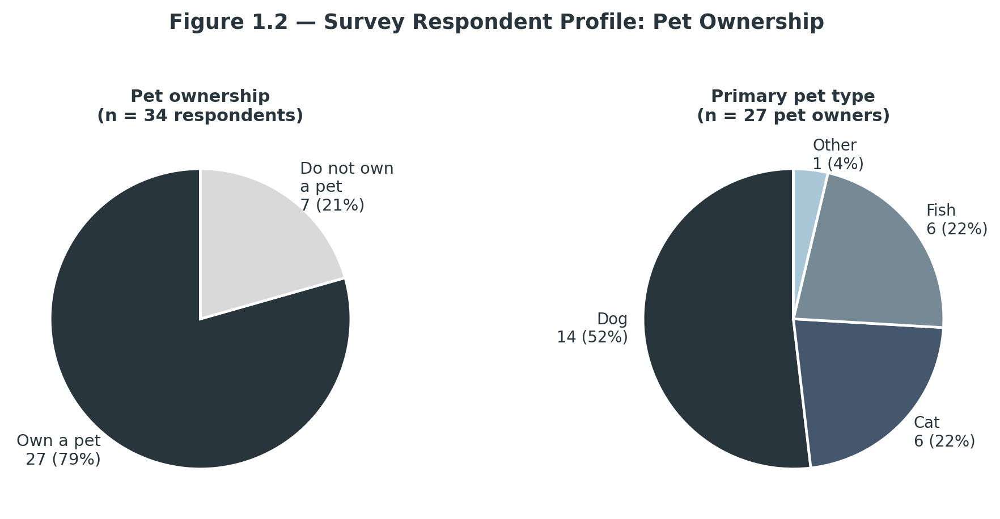 Figure 1.2 — Survey Respondent Profile: Pet Ownership
Pet ownership
(n = 34 respondents)
Do not own
a pet
7 (21%)
Own a pet
27 (79%)
Primary pet type
(n = 27 pet owners)
Other
1 (4%)
Fish
6 (22%)
Dog
14 (52%)
Cat
6 (22%)